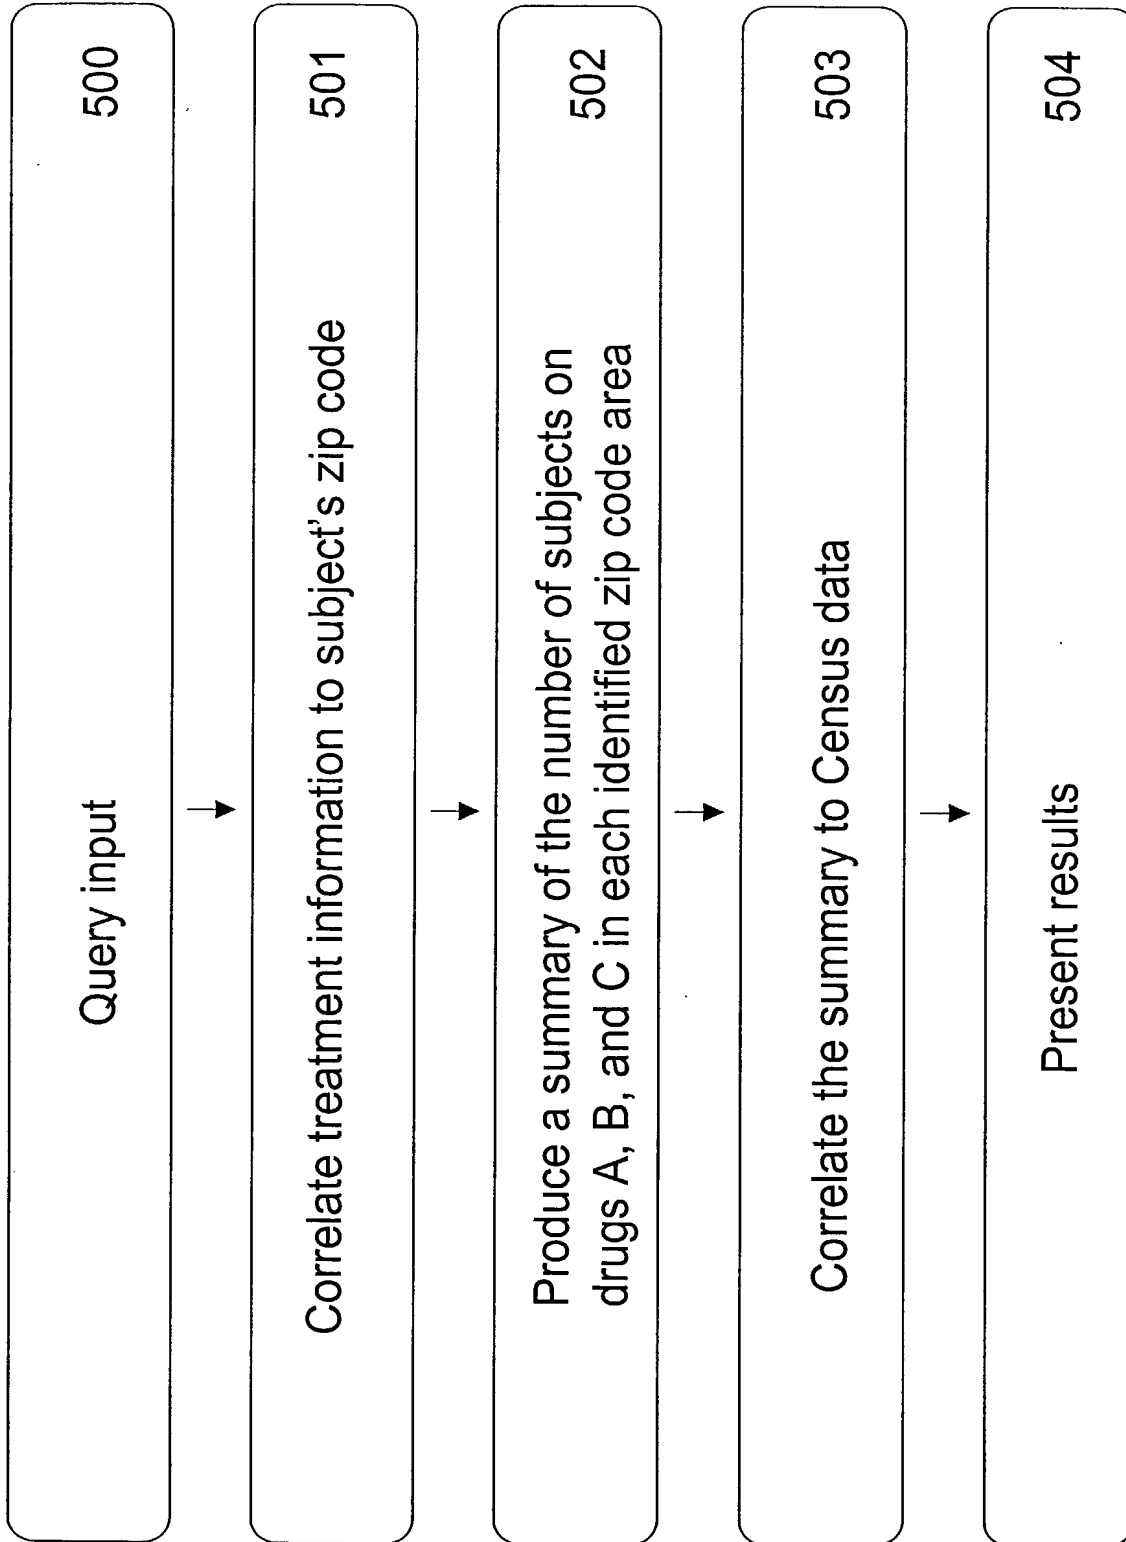 Query input
500
Correlate treatment information to subject's zip code
501
Produce a summary of the number of subjects on
drugs A, B, and C in each identified zip code area
502
Correlate the summary to Census data
503
Present results
504